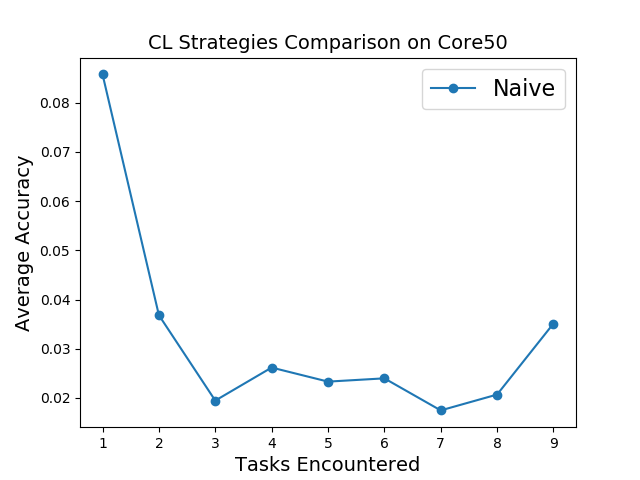 CL Strategies Comparison on Core50
Naive
Average Accuracy
0.08
0.07
0.06
0.05
0.04
0.03
0.02
1 2 3 4 5 6 7 8 9
Tasks Encountered